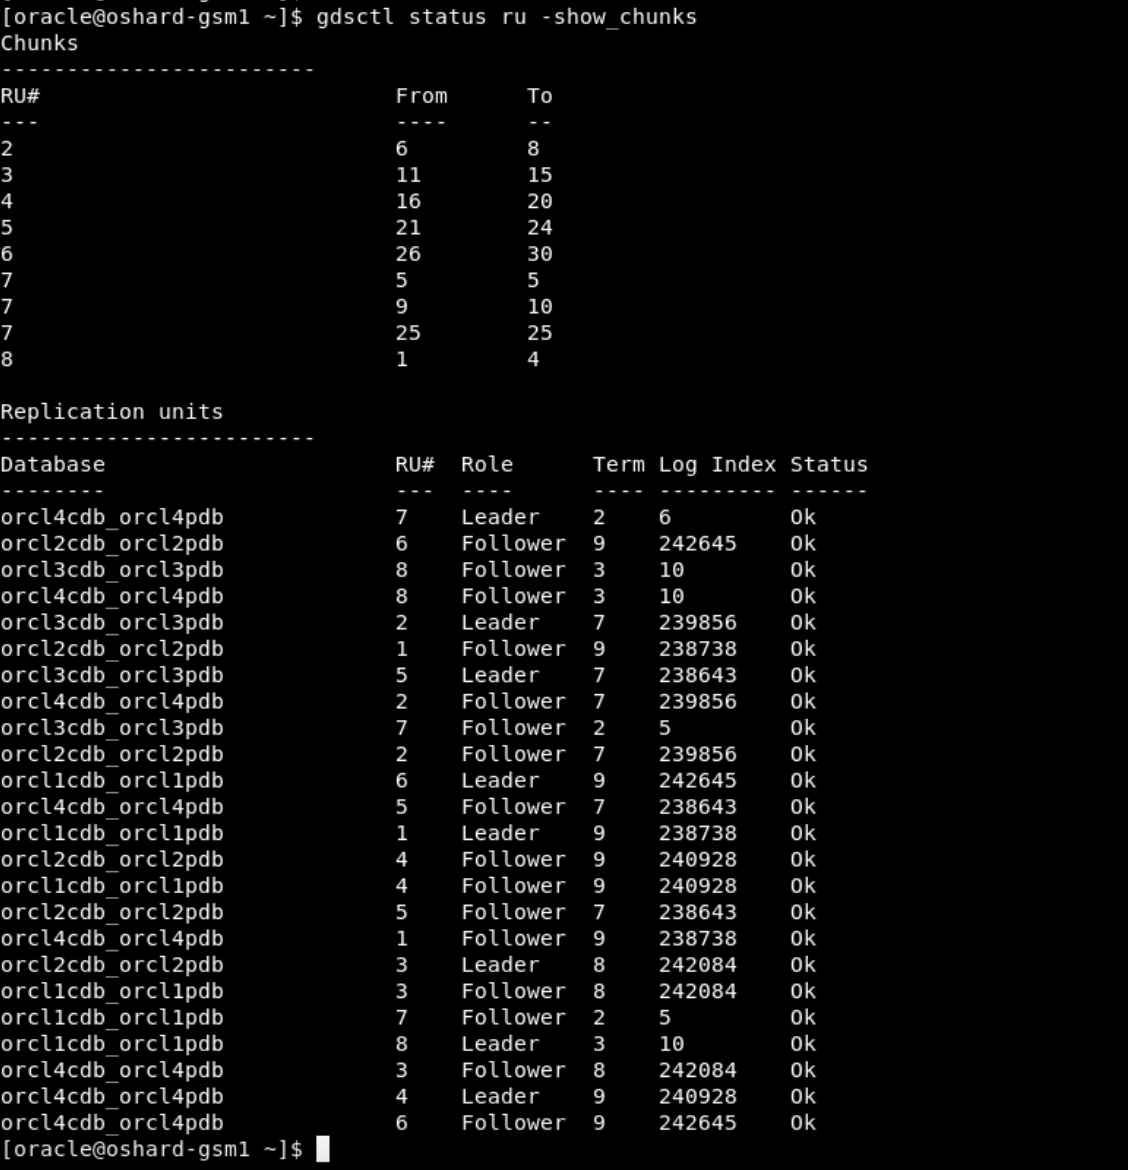 [oracle@oshard-gsm1 ~]$ gdsctl status ru -show_chunks
Chunks
------------------------
RU#                           From      To
---                           ----      --
2                             6         8
3                             11        15
4                             16        20
5                             21        24
6                             26        30
7                             5         5
7                             9         10
7                             25        25
8                             1         4

Replication units
------------------------
Database                      RU#  Role      Term Log Index Status
--------                      ---  ----      ---- --------- ------
orcl4cdb_orcl4pdb             7    Leader    2    6         Ok
orcl2cdb_orcl2pdb             6    Follower  9    242645    Ok
orcl3cdb_orcl3pdb             8    Follower  3    10        Ok
orcl4cdb_orcl4pdb             8    Follower  3    10        Ok
orcl3cdb_orcl3pdb             2    Leader    7    239856    Ok
orcl2cdb_orcl2pdb             1    Follower  9    238738    Ok
orcl3cdb_orcl3pdb             5    Leader    7    238643    Ok
orcl4cdb_orcl4pdb             2    Follower  7    239856    Ok
orcl3cdb_orcl3pdb             7    Follower  2    5         Ok
orcl2cdb_orcl2pdb             2    Follower  7    239856    Ok
orcl1cdb_orcl1pdb             6    Leader    9    242645    Ok
orcl4cdb_orcl4pdb             5    Follower  7    238643    Ok
orcl1cdb_orcl1pdb             1    Leader    9    238738    Ok
orcl2cdb_orcl2pdb             4    Follower  9    240928    Ok
orcl1cdb_orcl1pdb             4    Follower  9    240928    Ok
orcl2cdb_orcl2pdb             5    Follower  7    238643    Ok
orcl4cdb_orcl4pdb             1    Follower  9    238738    Ok
orcl2cdb_orcl2pdb             3    Leader    8    242084    Ok
orcl1cdb_orcl1pdb             3    Follower  8    242084    Ok
orcl1cdb_orcl1pdb             7    Follower  2    5         Ok
orcl1cdb_orcl1pdb             8    Leader    3    10        Ok
orcl4cdb_orcl4pdb             3    Follower  8    242084    Ok
orcl4cdb_orcl4pdb             4    Leader    9    240928    Ok
orcl4cdb_orcl4pdb             6    Follower  9    242645    Ok
[oracle@oshard-gsm1 ~]$